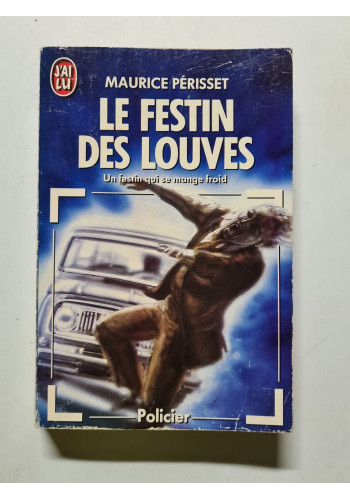 J'AI
LU
MAURICE PÉRISSET
LE FESTIN
DES LOUVES
Un festin qui se mange froid
Policier